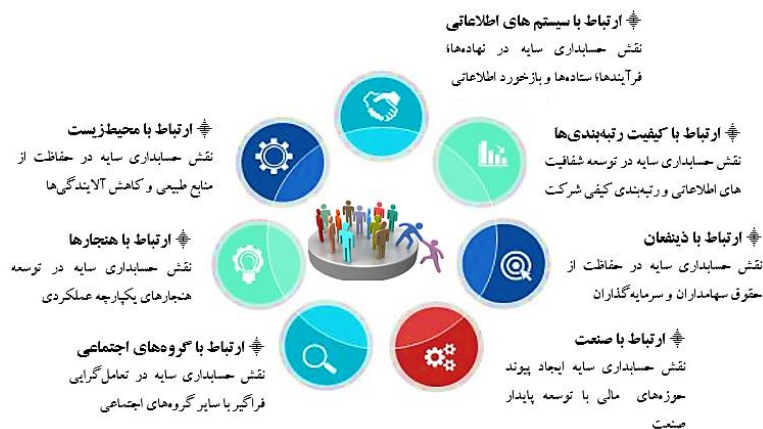 ارتباط با سیستم های اطلاعاتی
نقش حسابداری سایه در نهاده‌ها؛
فرآیندها؛ ستاده‌ها و بازخورد اطلاعاتی
ارتباط با کیفیت رتبه‌بندی‌ها
نقش حسابداری سایه در توسعه شفافیت
های اطلاعاتی و رتبه‌بندی کیفی شرکت
ارتباط با ذینفعان
نقش حسابداری سایه در حفاظت از
حقوق سهامداران و سرمایه‌گذاران
ارتباط با صنعت
نقش حسابداری سایه ایجاد پیوند
حوزه‌های مالی با توسعه پایدار
صنعت
ارتباط با گروه‌های اجتماعی
نقش حسابداری سایه در تعامل‌گرایی
فراگیر با سایر گروه‌های اجتماعی
ارتباط با هنجارها
نقش حسابداری سایه در توسعه
هنجارهای یکپارچه عملکردی
ارتباط با محیط‌زیست
نقش حسابداری سایه در حفاظت از
منابع طبیعی و کاهش آلایندگی‌ها